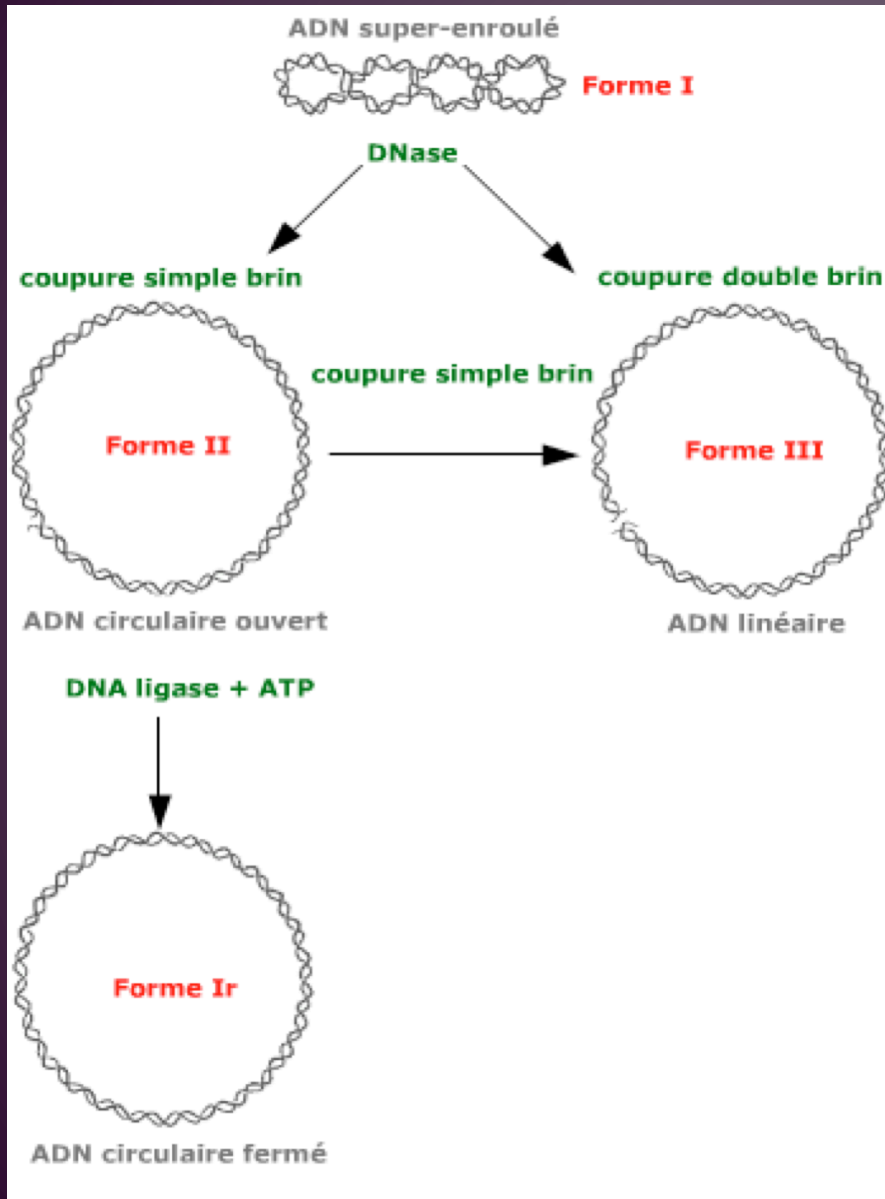 ADN super-enroulé
Forme I
DNase
coupure simple brin
coupure double brin
coupure simple brin
Forme II
Forme III
ADN circulaire ouvert
ADN linéaire
DNA ligase + ATP
Forme Ir
ADN circulaire fermé